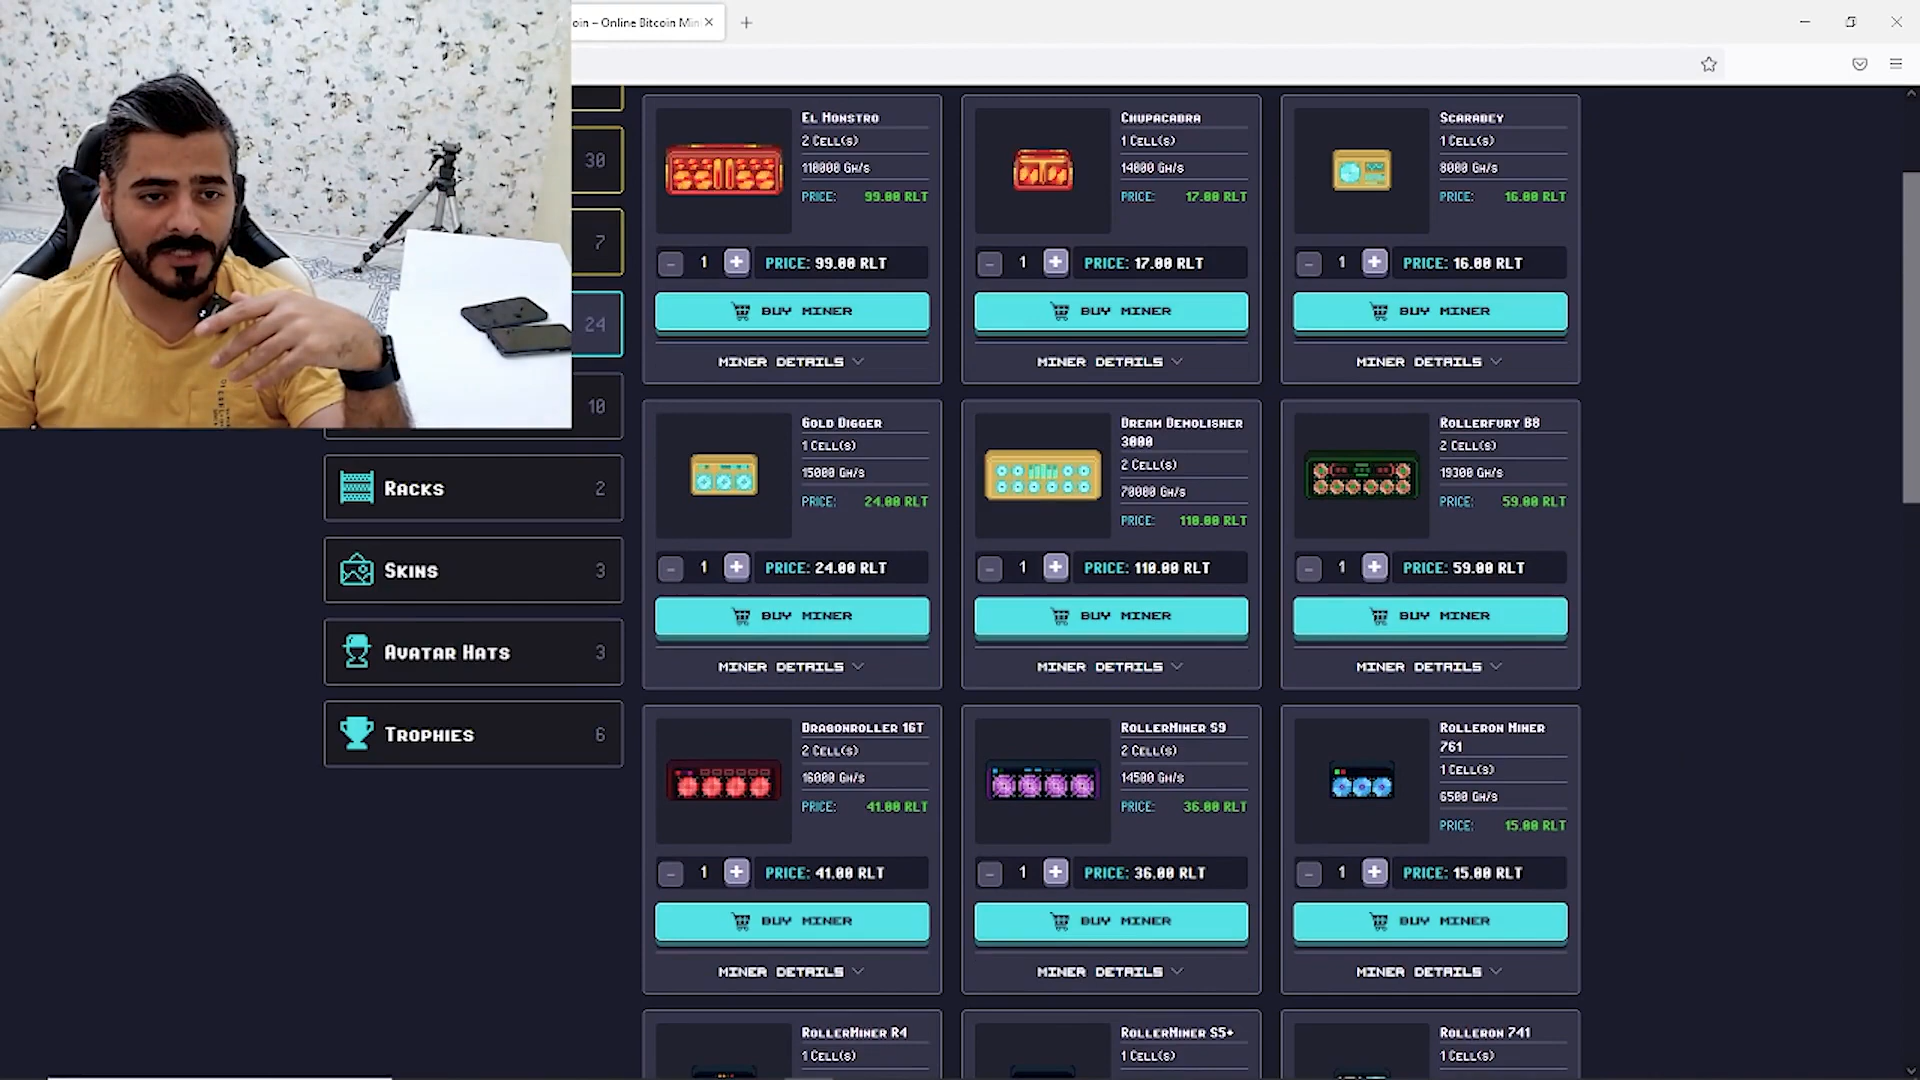 oin – Online Bitcoin Min
30
7
24
10
Racks 2
Skins 3
Avatar Hats 3
Trophies 6
El Monstro
2 Cell(s)
110000 Gh/s
PRICE: 99.00 RLT
– 1 + PRICE: 99.00 RLT
BUY MINER
MINER DETAILS
Chupacabra
1 Cell(s)
14000 Gh/s
PRICE: 17.00 RLT
– 1 + PRICE: 17.00 RLT
BUY MINER
MINER DETAILS
Scarabey
1 Cell(s)
8000 Gh/s
PRICE: 16.00 RLT
– 1 + PRICE: 16.00 RLT
BUY MINER
MINER DETAILS
Gold Digger
1 Cell(s)
15000 Gh/s
PRICE: 24.00 RLT
– 1 + PRICE: 24.00 RLT
BUY MINER
MINER DETAILS
Dream Demolisher
3000
2 Cell(s)
70000 Gh/s
PRICE: 110.00 RLT
– 1 + PRICE: 110.00 RLT
BUY MINER
MINER DETAILS
Rollerfury B8
2 Cell(s)
19300 Gh/s
PRICE: 59.00 RLT
– 1 + PRICE: 59.00 RLT
BUY MINER
MINER DETAILS
Dragonroller 16T
2 Cell(s)
16000 Gh/s
PRICE: 41.00 RLT
– 1 + PRICE: 41.00 RLT
BUY MINER
MINER DETAILS
RollerMiner S9
2 Cell(s)
14500 Gh/s
PRICE: 36.00 RLT
– 1 + PRICE: 36.00 RLT
BUY MINER
MINER DETAILS
Rolleron Miner
761
1 Cell(s)
6500 Gh/s
PRICE: 15.00 RLT
– 1 + PRICE: 15.00 RLT
BUY MINER
MINER DETAILS
RollerMiner R4
1 Cell(s)
RollerMiner S5+
1 Cell(s)
Rolleron 741
1 Cell(s)